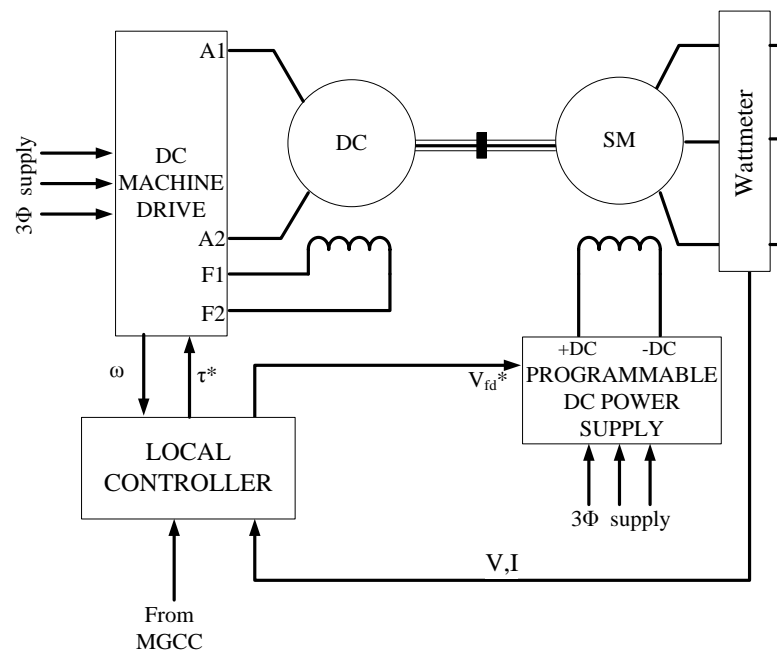 A1
DC
MACHINE
DRIVE
3Φ supply
A2
F1
F2
DC
SM
Wattmeter
ω
τ*
V_fd*
+DC
-DC
PROGRAMMABLE
DC POWER
SUPPLY
3Φ supply
LOCAL
CONTROLLER
V,I
From
MGCC